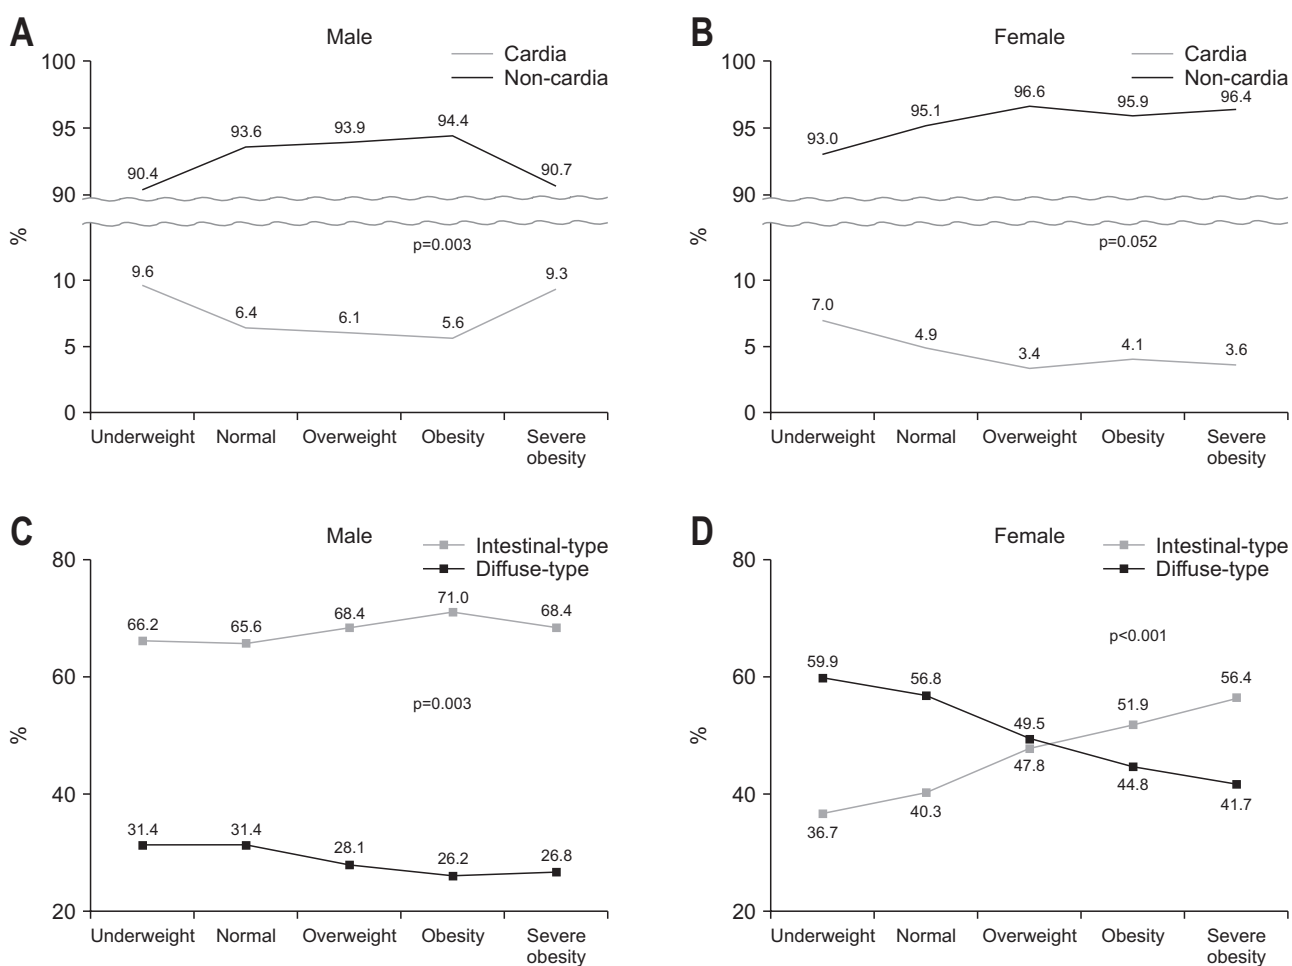 A
Male
Cardia
Non-cardia
100
95
90
%
10
5
0
90.4
93.6
93.9
94.4
90.7
p=0.003
9.6
6.4
6.1
5.6
9.3
Underweight
Normal
Overweight
Obesity
Severe
obesity
B
Female
Cardia
Non-cardia
100
95
90
%
10
5
0
93.0
95.1
96.6
95.9
96.4
p=0.052
7.0
4.9
3.4
4.1
3.6
Underweight
Normal
Overweight
Obesity
Severe
obesity
C
Male
Intestinal-type
Diffuse-type
80
60
%
40
20
66.2
65.6
68.4
71.0
68.4
p=0.003
31.4
31.4
28.1
26.2
26.8
Underweight
Normal
Overweight
Obesity
Severe
obesity
D
Female
Intestinal-type
Diffuse-type
80
60
%
40
20
p<0.001
59.9
56.8
49.5
51.9
56.4
36.7
40.3
47.8
44.8
41.7
Underweight
Normal
Overweight
Obesity
Severe
obesity